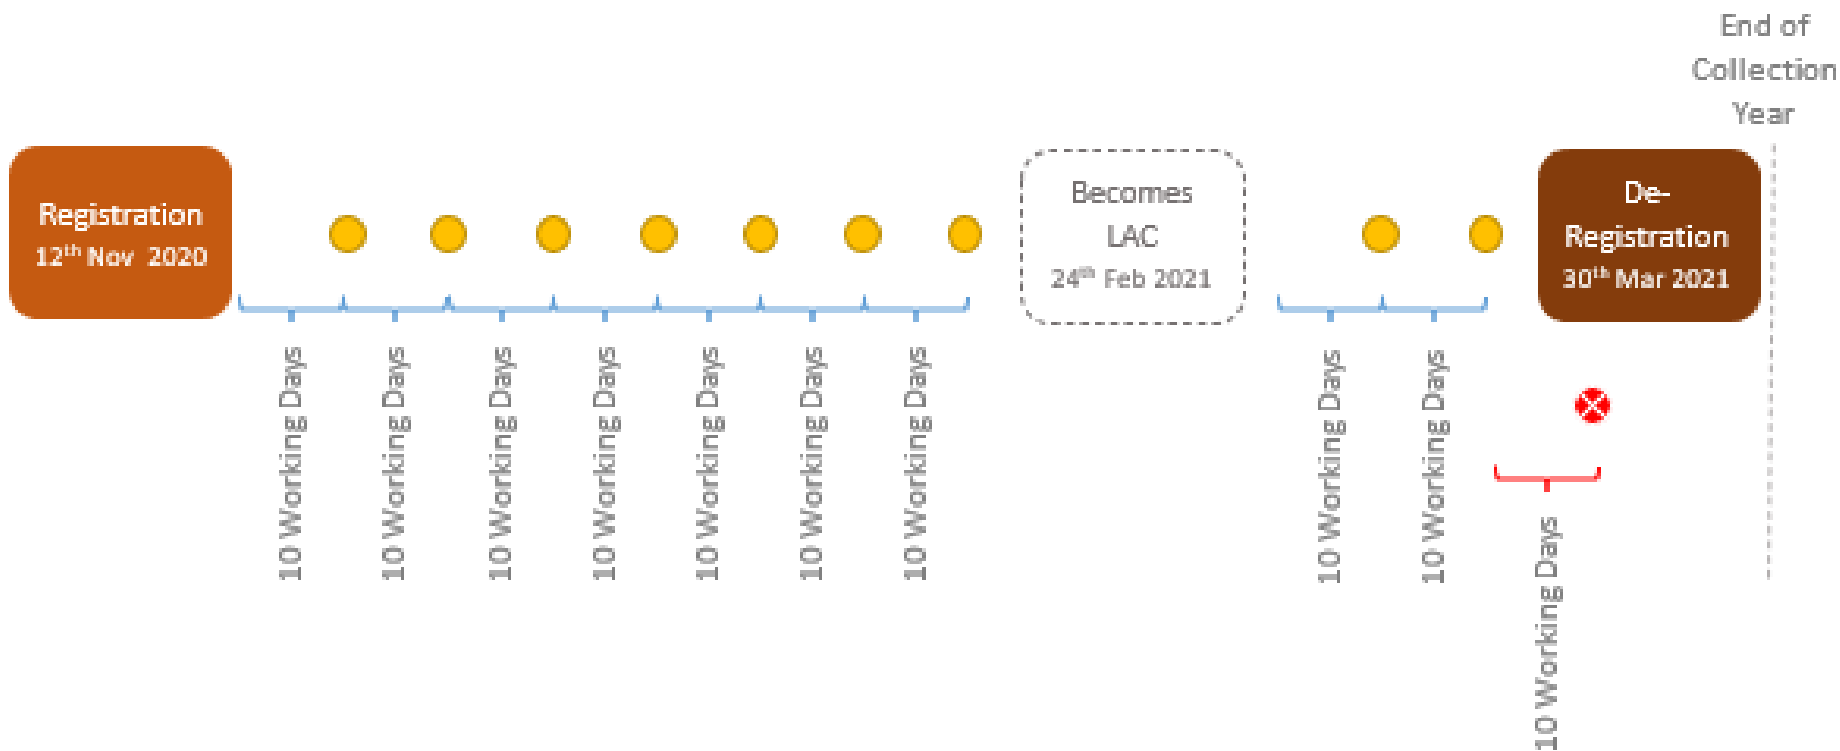 End of
Collection
Year
Registration
12th Nov 2020
Becomes
LAC
24th Feb 2021
De-
Registration
30th Mar 2021
10 Working Days
10 Working Days
10 Working Days
10 Working Days
10 Working Days
10 Working Days
10 Working Days
10 Working Days
10 Working Days
10 Working Days